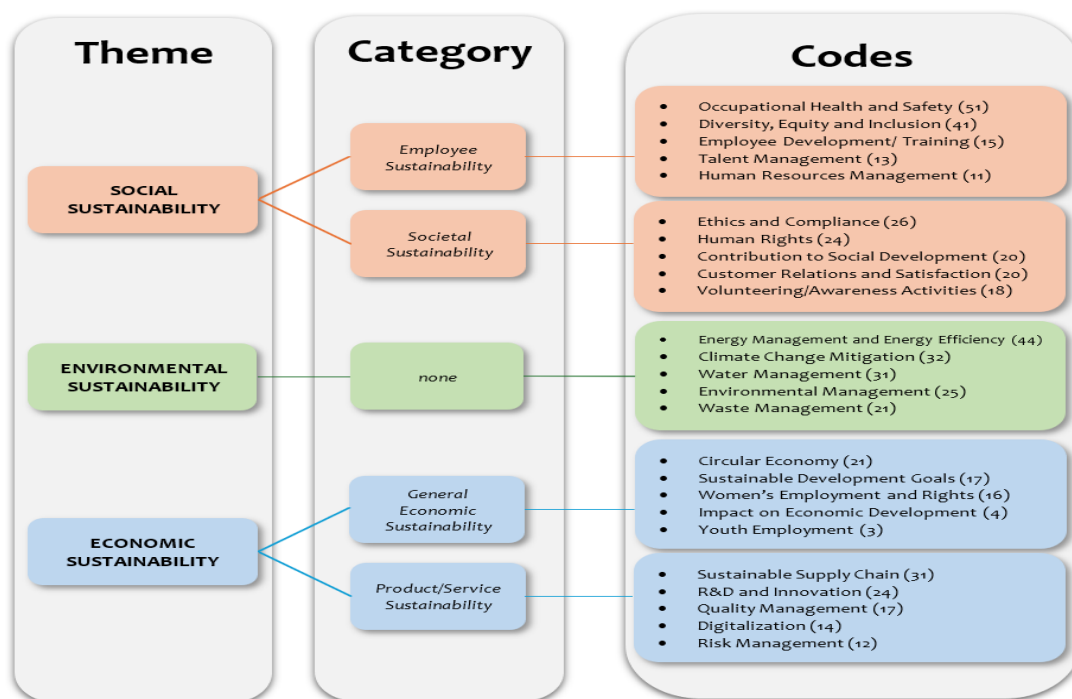 Theme
Category
Codes
SOCIAL
SUSTAINABILITY
Employee
Sustainability
• Occupational Health and Safety (51)
• Diversity, Equity and Inclusion (41)
• Employee Development/ Training (15)
• Talent Management (13)
• Human Resources Management (11)
Societal
Sustainability
• Ethics and Compliance (26)
• Human Rights (24)
• Contribution to Social Development (20)
• Customer Relations and Satisfaction (20)
• Volunteering/Awareness Activities (18)
ENVIRONMENTAL
SUSTAINABILITY
none
• Energy Management and Energy Efficiency (44)
• Climate Change Mitigation (32)
• Water Management (31)
• Environmental Management (25)
• Waste Management (21)
ECONOMIC
SUSTAINABILITY
General
Economic
Sustainability
• Circular Economy (21)
• Sustainable Development Goals (17)
• Women's Employment and Rights (16)
• Impact on Economic Development (4)
• Youth Employment (3)
Product/Service
Sustainability
• Sustainable Supply Chain (31)
• R&D and Innovation (24)
• Quality Management (17)
• Digitalization (14)
• Risk Management (12)